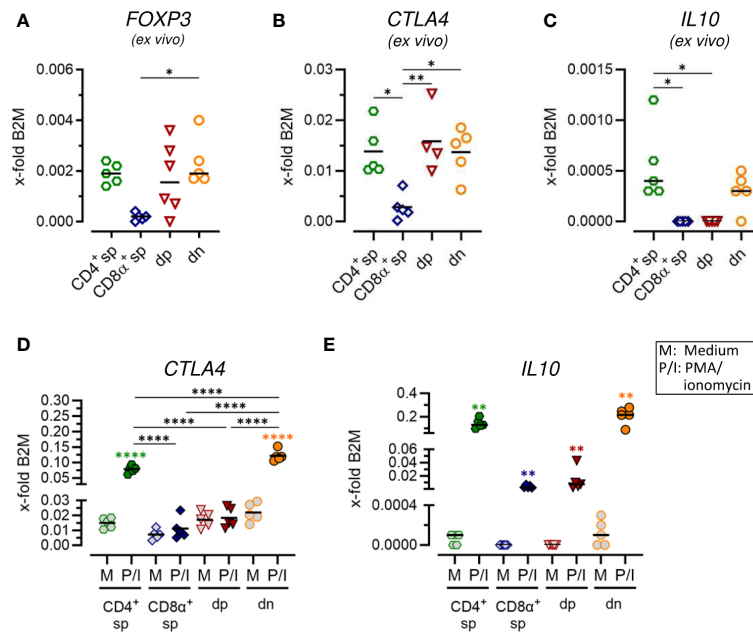 A
FOXP3
(ex vivo)
x-fold B2M
0.006
0.004
0.002
0.000
*
CD4+ sp
CD8α+ sp
dp
dn
B
CTLA4
(ex vivo)
x-fold B2M
0.03
0.02
0.01
0.00
*
**
*
CD4+ sp
CD8α+ sp
dp
dn
C
IL10
(ex vivo)
x-fold B2M
0.0015
0.0010
0.0005
0.0000
*
*
CD4+ sp
CD8α+ sp
dp
dn
D
CTLA4
x-fold B2M
0.30
0.25
0.20
0.15
0.10
0.05
0.03
0.02
0.01
0.00
****
****
****
****
****
****
****
M P/I M P/I M P/I M P/I
CD4+
sp
CD8α+
sp
dp
dn
E
IL10
x-fold B2M
0.4
0.2
0.06
0.02
0.0004
0.0000
**
**
**
**
M P/I M P/I M P/I M P/I
CD4+
sp
CD8α+
sp
dp
dn
M: Medium
P/I: PMA/
ionomycin